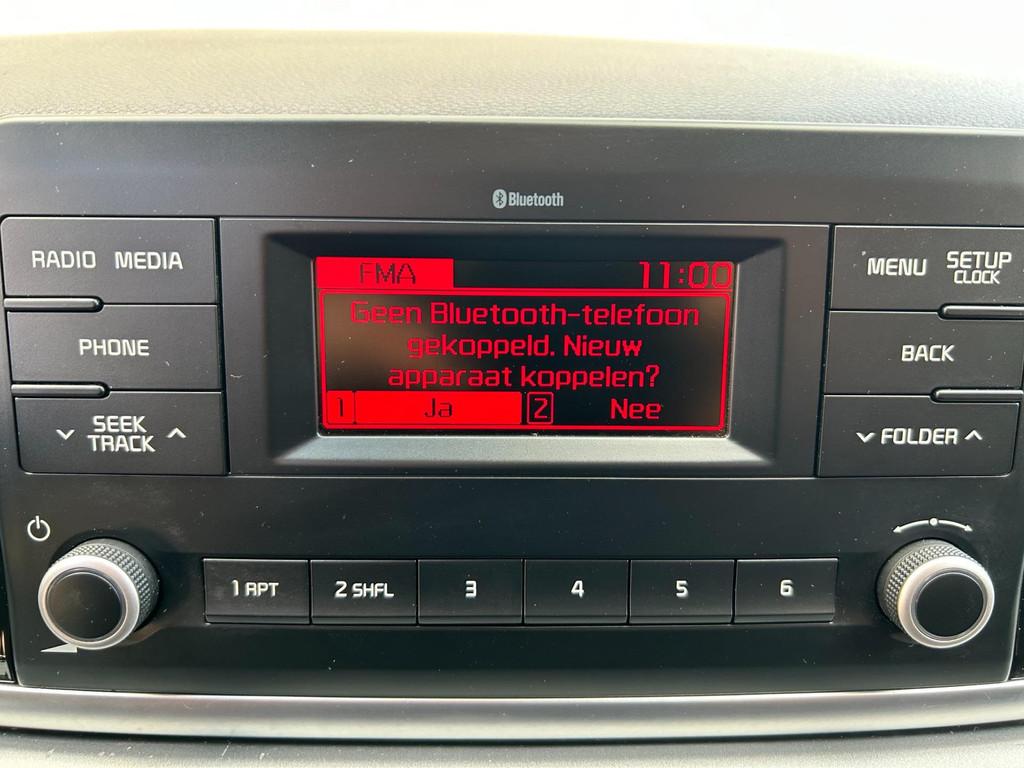 Bluetooth
RADIO MEDIA
PHONE
SEEK
TRACK
FMA 11:00
Geen Bluetooth-telefoon
gekoppeld. Nieuw
apparaat koppelen?
1 Ja 2 Nee
MENU SETUP
CLOCK
BACK
FOLDER
1 RPT 2 SHFL 3 4 5 6